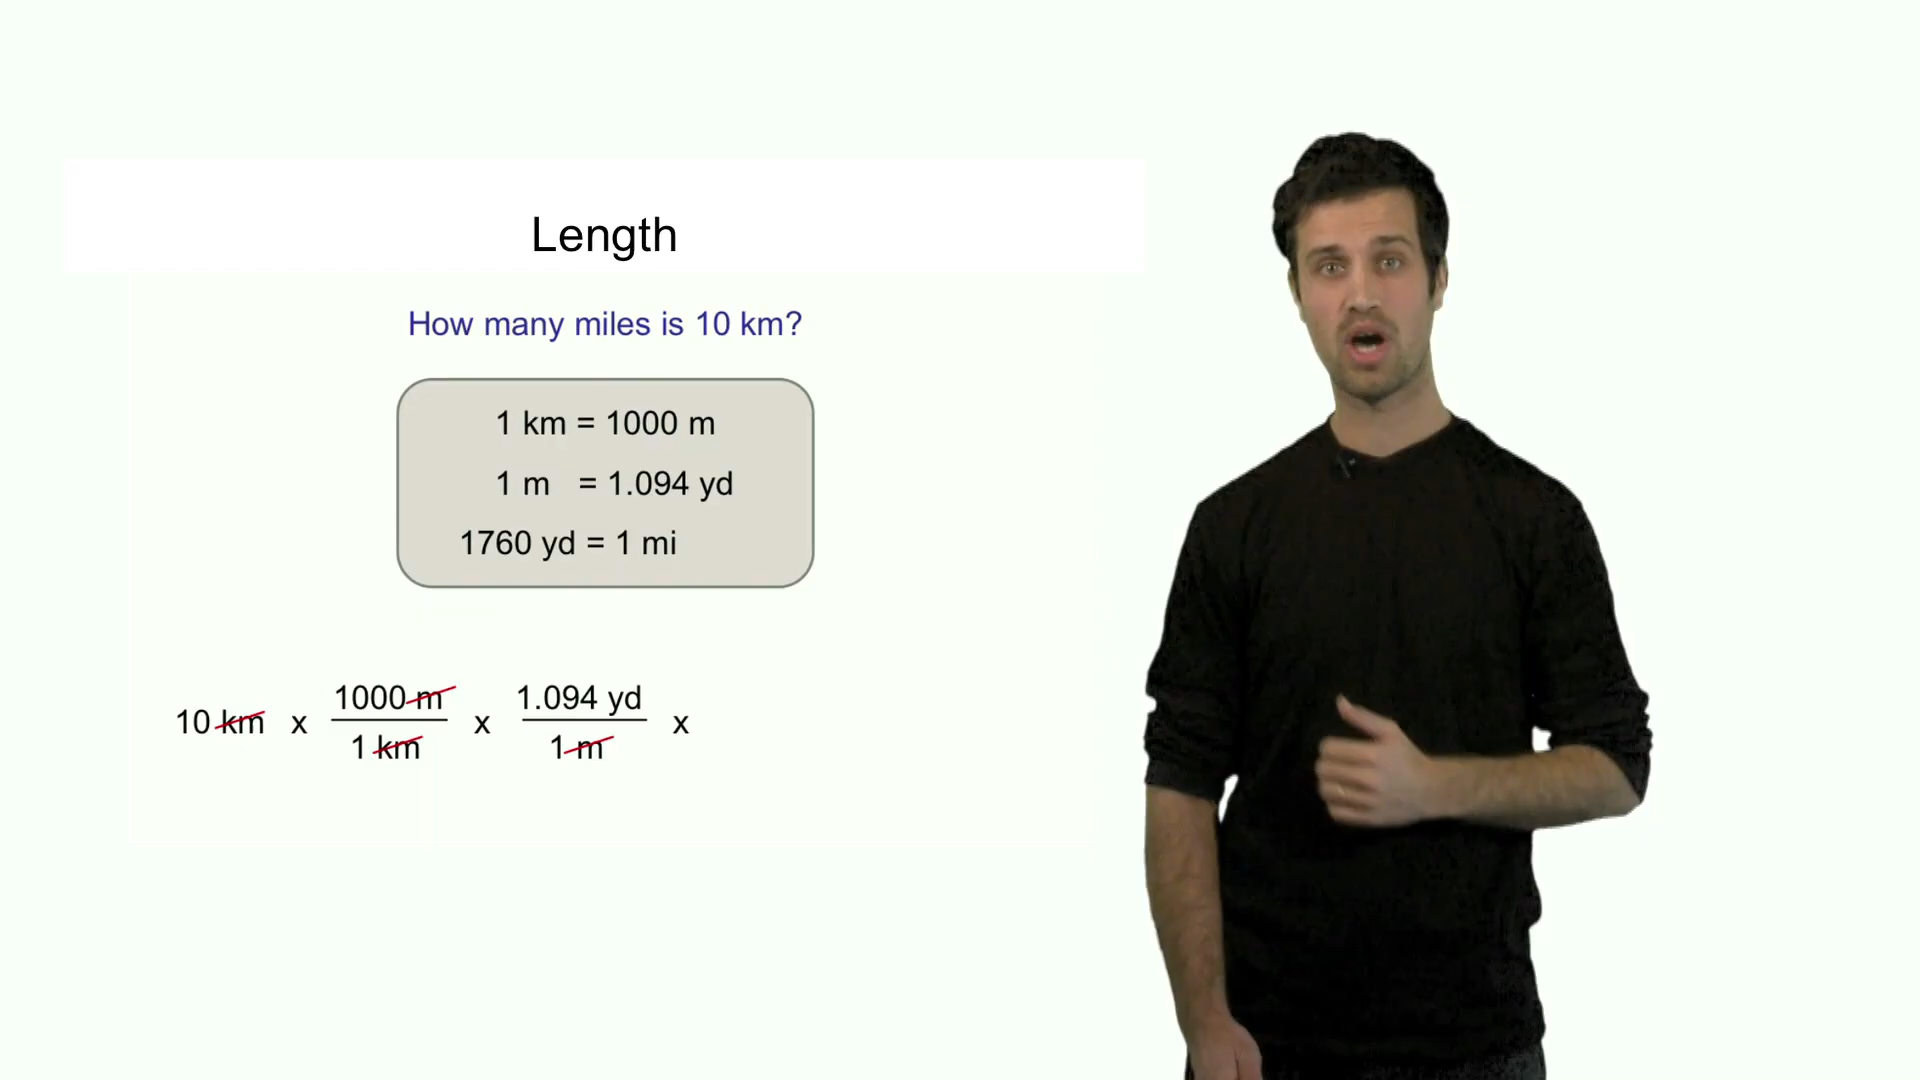 Length
How many miles is 10 km?
1 km = 1000 m
1 m = 1.094 yd
1760 yd = 1 mi
10 km x 1000 m / 1 km x 1.094 yd / 1 m x